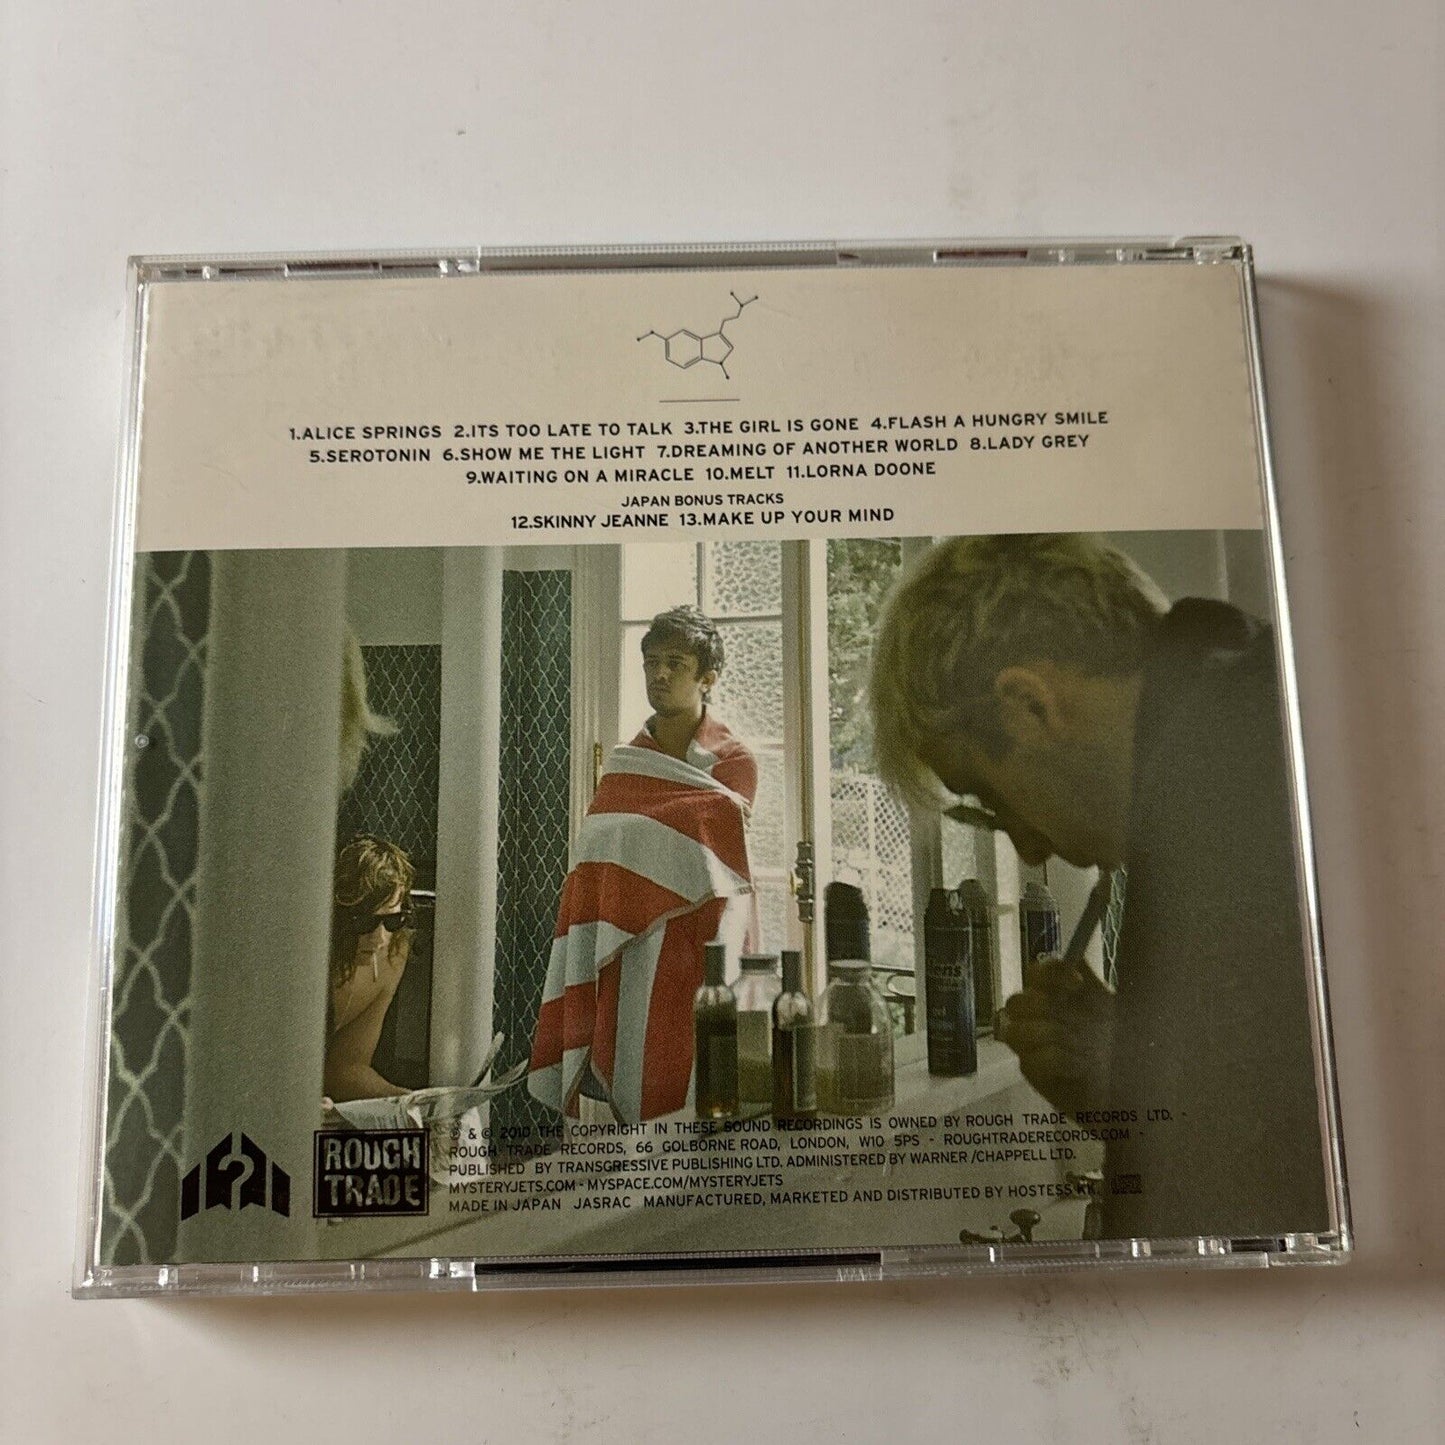 1.ALICE SPRINGS 2.ITS TOO LATE TO TALK 3.THE GIRL IS GONE 4.FLASH A HUNGRY SMILE
5.SEROTONIN 6.SHOW ME THE LIGHT 7.DREAMING OF ANOTHER WORLD 8.LADY GREY
9.WAITING ON A MIRACLE 10.MELT 11.LORNA DOONE
JAPAN BONUS TRACKS
12.SKINNY JEANNE 13.MAKE UP YOUR MIND
ROUGH
TRADE
℗ & © 2010 THE COPYRIGHT IN THESE SOUND RECORDINGS IS OWNED BY ROUGH TRADE RECORDS LTD. -
ROUGH TRADE RECORDS, 66 GOLBORNE ROAD, LONDON, W10 5PS - ROUGHTRADERECORDS.COM -
PUBLISHED BY TRANSGRESSIVE PUBLISHING LTD. ADMINISTERED BY WARNER /CHAPPELL LTD.
MYSTERYJETS.COM - MYSPACE.COM/MYSTERYJETS
MADE IN JAPAN JASRAC MANUFACTURED, MARKETED AND DISTRIBUTED BY HOSTESS KK.